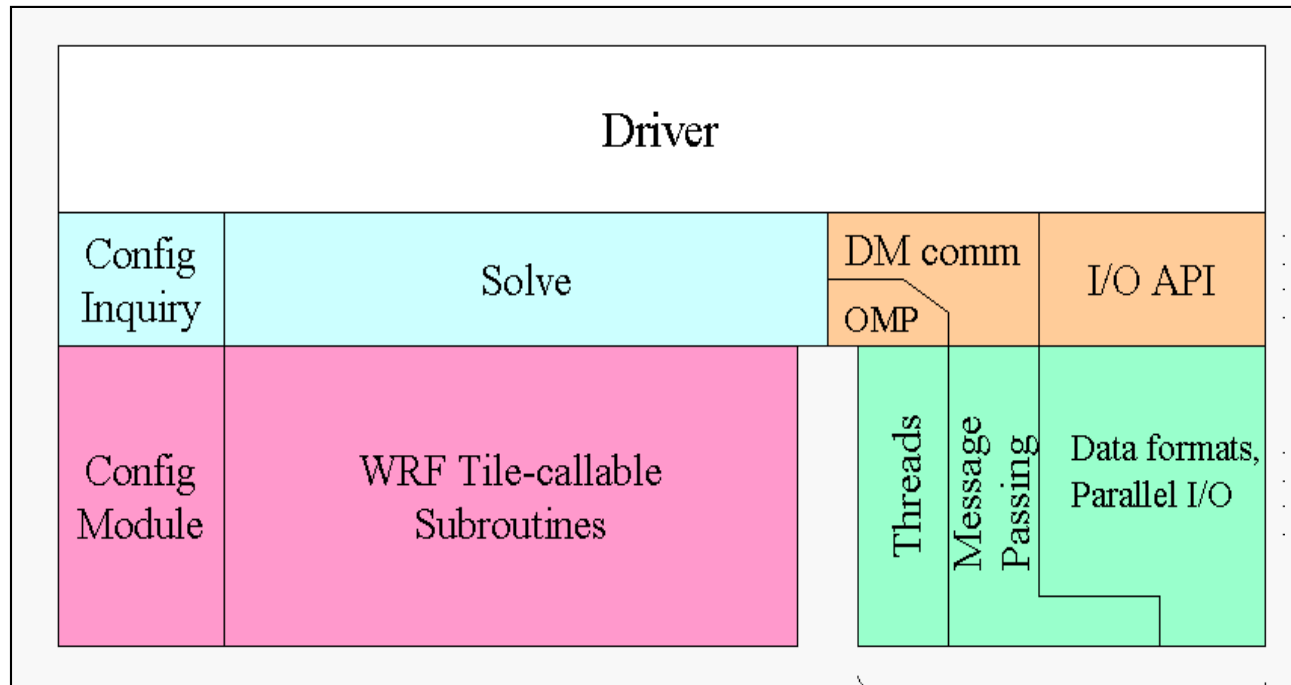 Driver
Config
Inquiry
Solve
DM comm
OMP
I/O API
Config
Module
WRF Tile-callable
Subroutines
Threads
Message
Passing
Data formats,
Parallel I/O